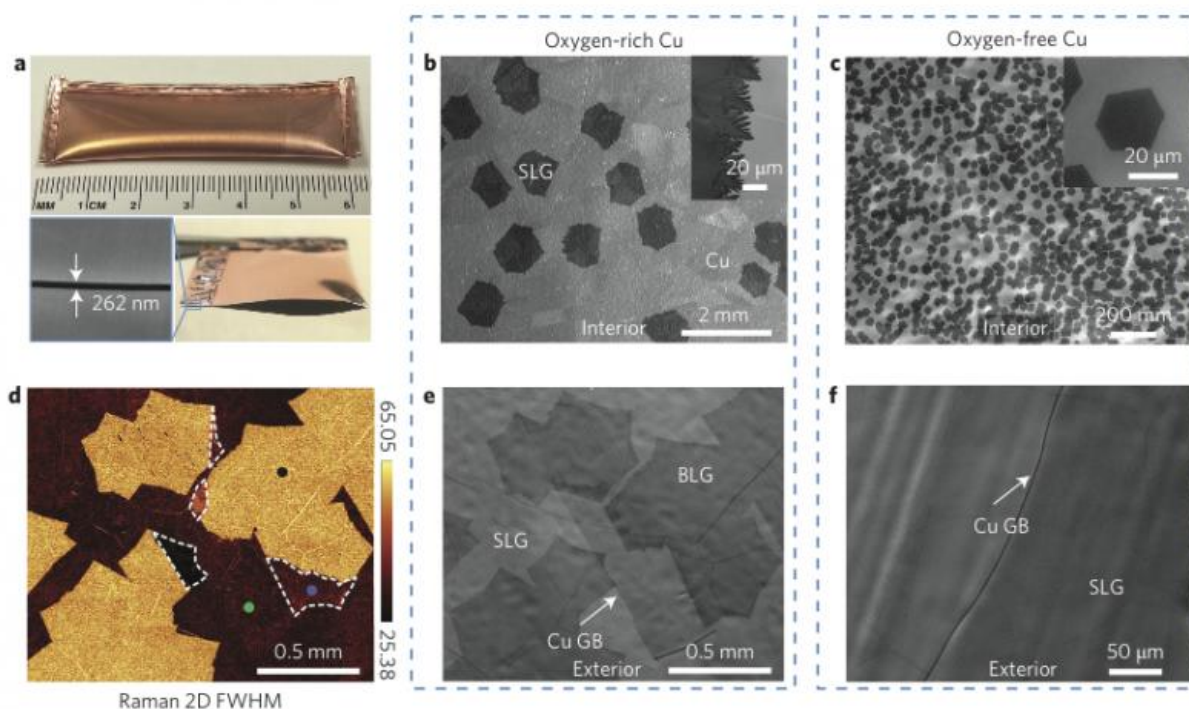 Oxygen-rich Cu
Oxygen-free Cu
a
MM 1 CM 2 3 4 5 6
262 nm
b
SLG
20 µm
Cu
Interior
2 mm
c
20 µm
Interior
200 mm
d
65.05
25.38
0.5 mm
Raman 2D FWHM
e
BLG
SLG
Cu GB
Exterior
0.5 mm
f
Cu GB
SLG
Exterior
50 µm